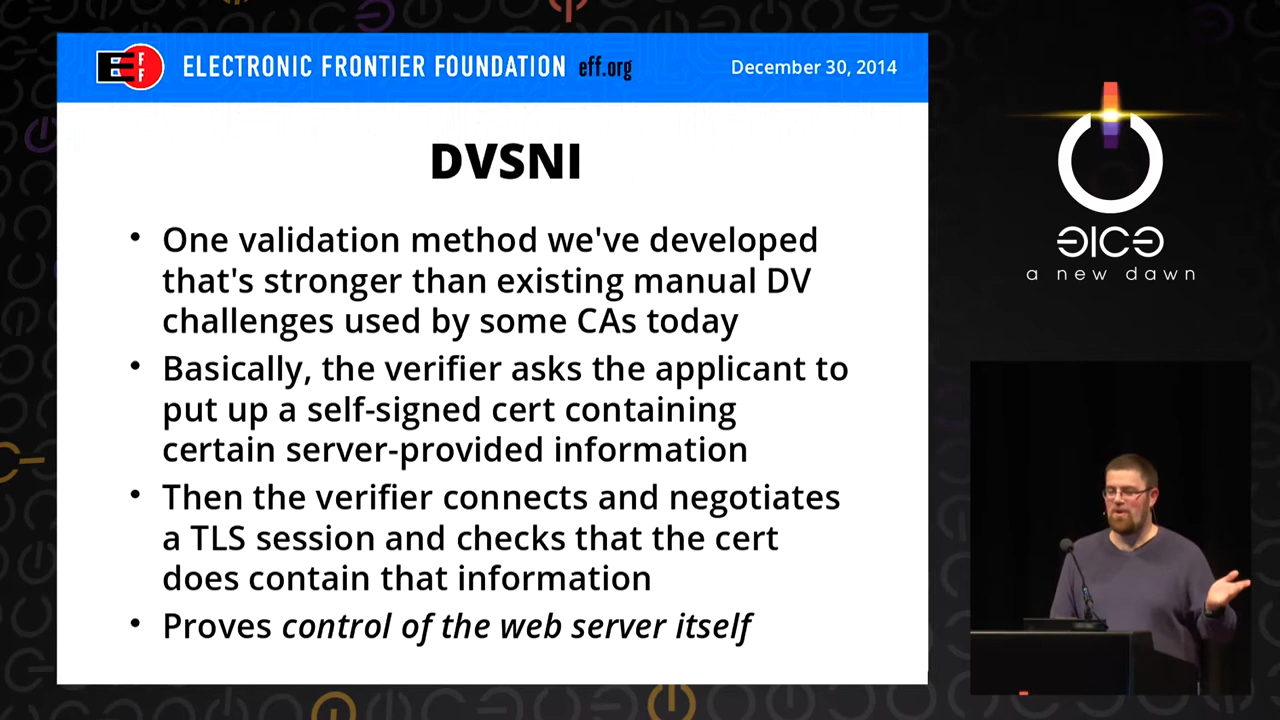 EFF
ELECTRONIC FRONTIER FOUNDATION eff.org
December 30, 2014
DVSNI
• One validation method we've developed
that's stronger than existing manual DV
challenges used by some CAs today
• Basically, the verifier asks the applicant to
put up a self-signed cert containing
certain server-provided information
• Then the verifier connects and negotiates
a TLS session and checks that the cert
does contain that information
• Proves control of the web server itself
a new dawn